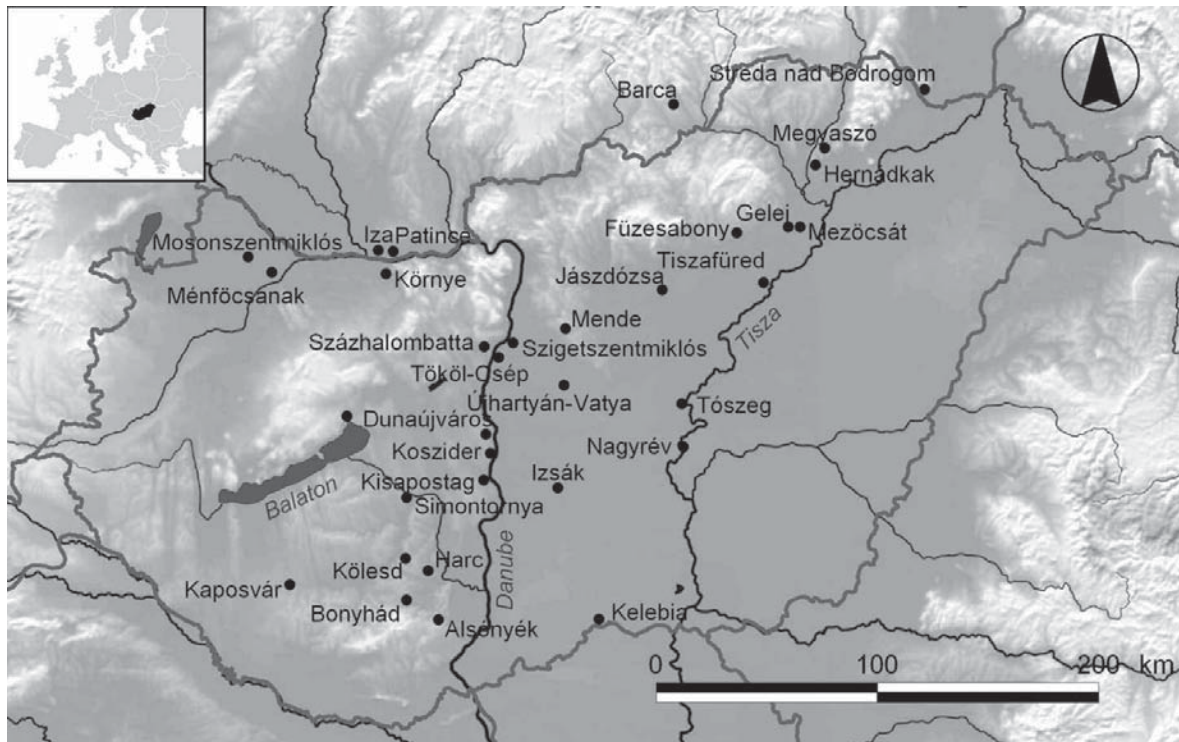 Streda nad Bodrogom
Barca
Megyaszó
Hernádkak
Gelej
Füzesabony
Mezöcsát
Mosonszentmiklós
Iza
Patince
Tiszafüred
Környe
Jászdózsa
Ménföcsanak
Mende
Tisza
Százhalombatta
Szigetszentmiklós
Tököl-Csép
Újhartyán-Vatya
Tószeg
Dunaújváros
Nagyrév
Koszider
Izsák
Kisapostag
Balaton
Simontornya
Danube
Harc
Kölesd
Kaposvár
Bonyhád
Kelebia
Alsónyék
0 100 200 km